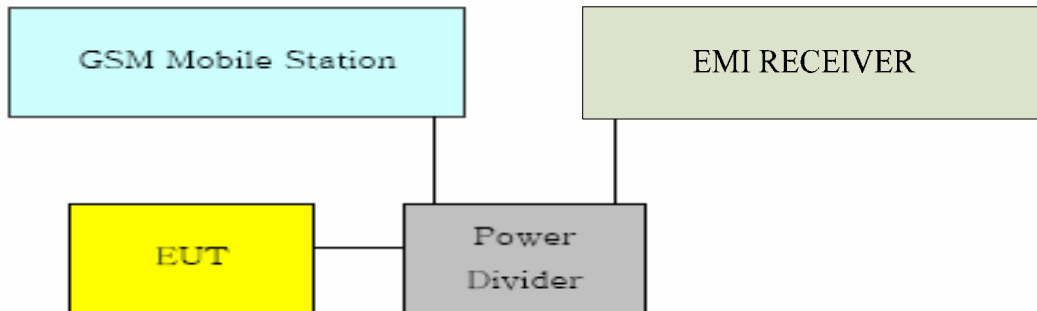 GSM Mobile Station
EMI RECEIVER
EUT
Power
Divider